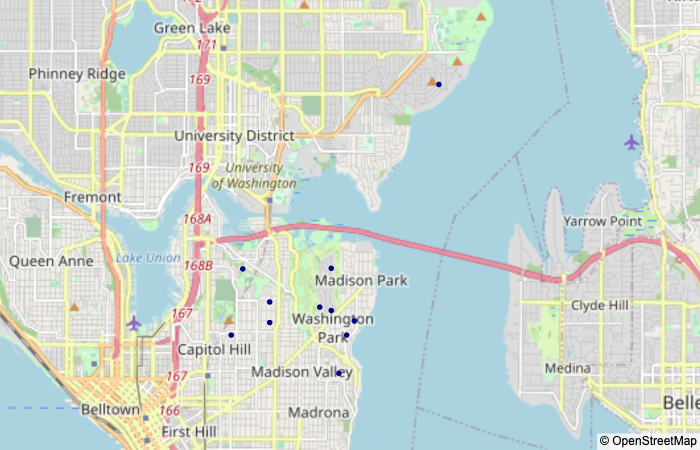 172
Green Lake
171
Phinney Ridge
169
University District
University
of Washington
169
Fremont
168A
Yarrow Point
Lake Union
168B
Queen Anne
Madison Park
Clyde Hill
167
Washington
Park
Capitol Hill
Medina
Madison Valley
167
Belltown
166
Madrona
First Hill
© OpenStreetMap